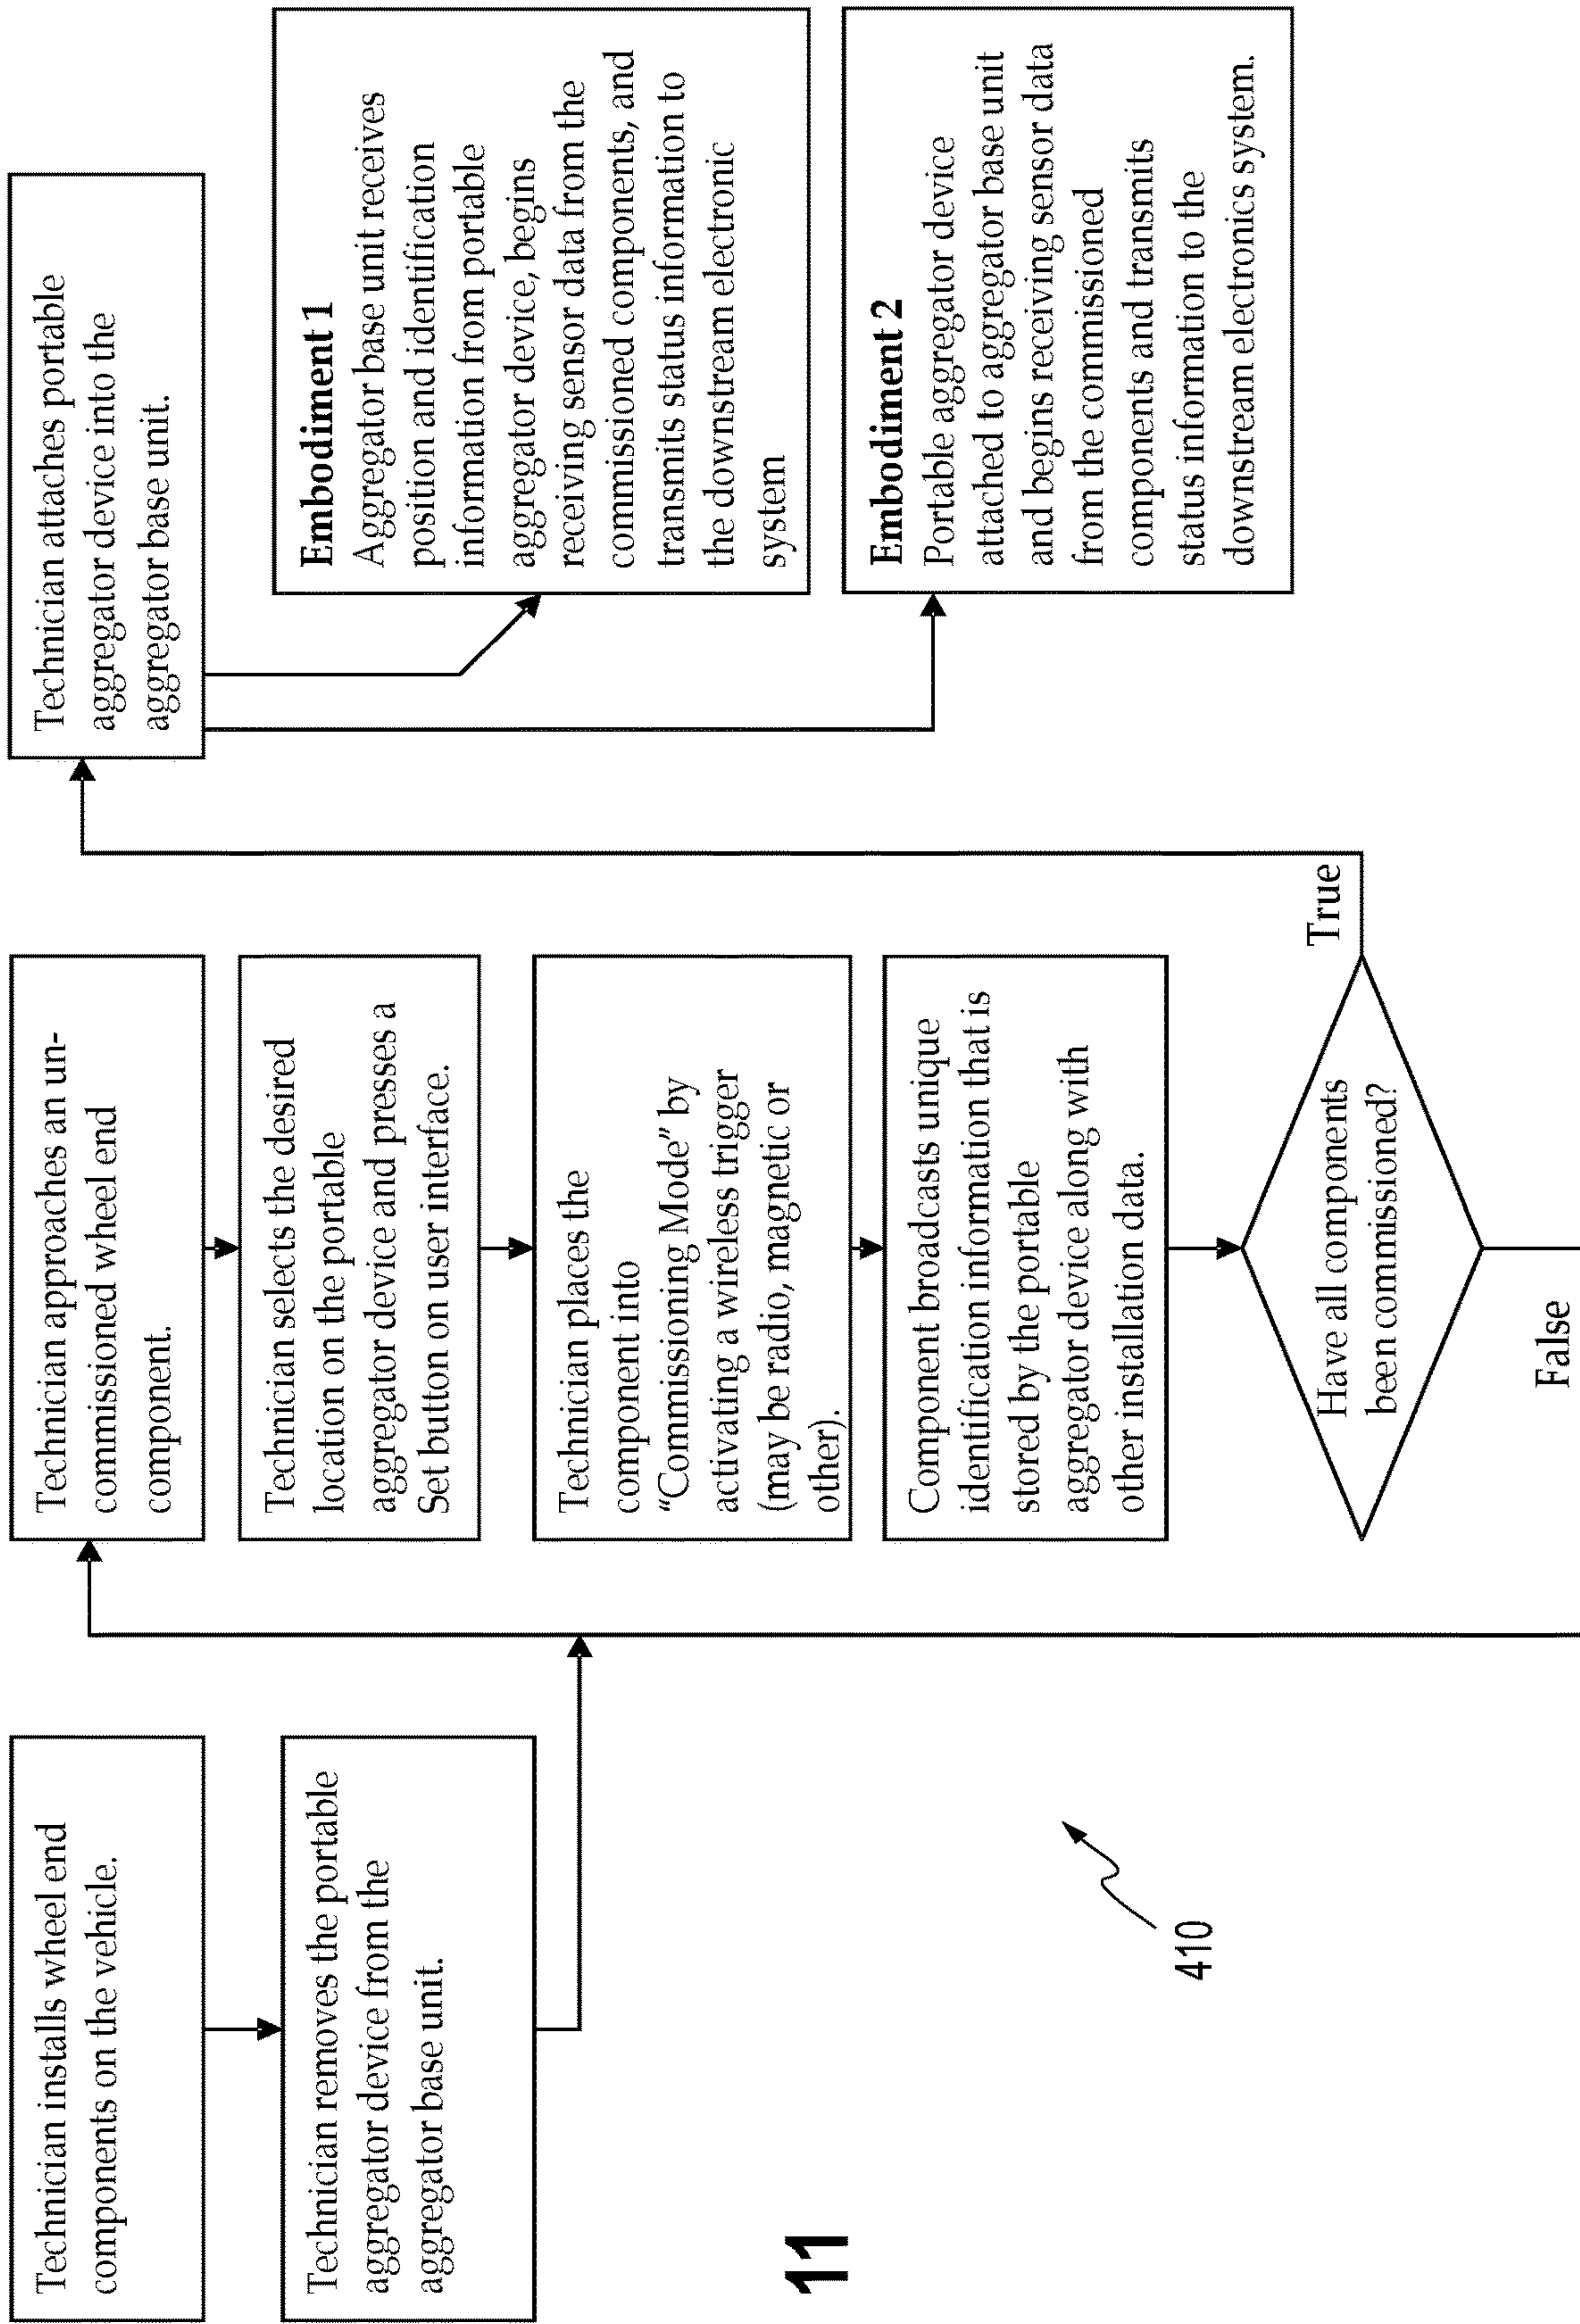 Technician installs wheel end
components on the vehicle.
Technician removes the portable
aggregator device from the
aggregator base unit.
Technician approaches an un-
commissioned wheel end
component.
Technician selects the desired
location on the portable
aggregator device and presses a
Set button on user interface.
Technician places the
component into
“Commissioning Mode” by
activating a wireless trigger
(may be radio, magnetic or
other).
Component broadcasts unique
identification information that is
stored by the portable
aggregator device along with
other installation data.
Have all components
been commissioned?
True
False
Technician attaches portable
aggregator device into the
aggregator base unit.
Embodiment 1
Aggregator base unit receives
position and identification
information from portable
aggregator device, begins
receiving sensor data from the
commissioned components, and
transmits status information to
the downstream electronic
system
Embodiment 2
Portable aggregator device
attached to aggregator base unit
and begins receiving sensor data
from the commissioned
components and transmits
status information to the
downstream electronics system.
410
11